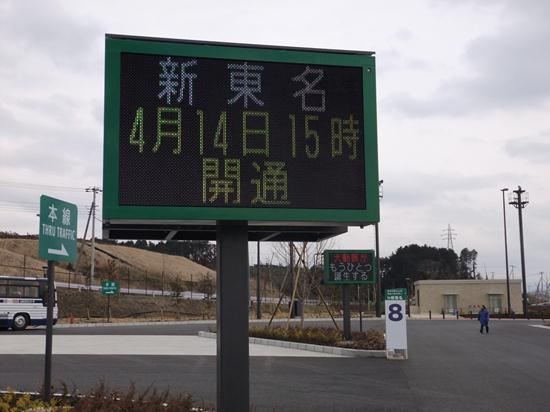 新東名
4月14日15時
開通
本線
THRU TRAFFIC
大動脈が
もうひとつ
誕生する
8